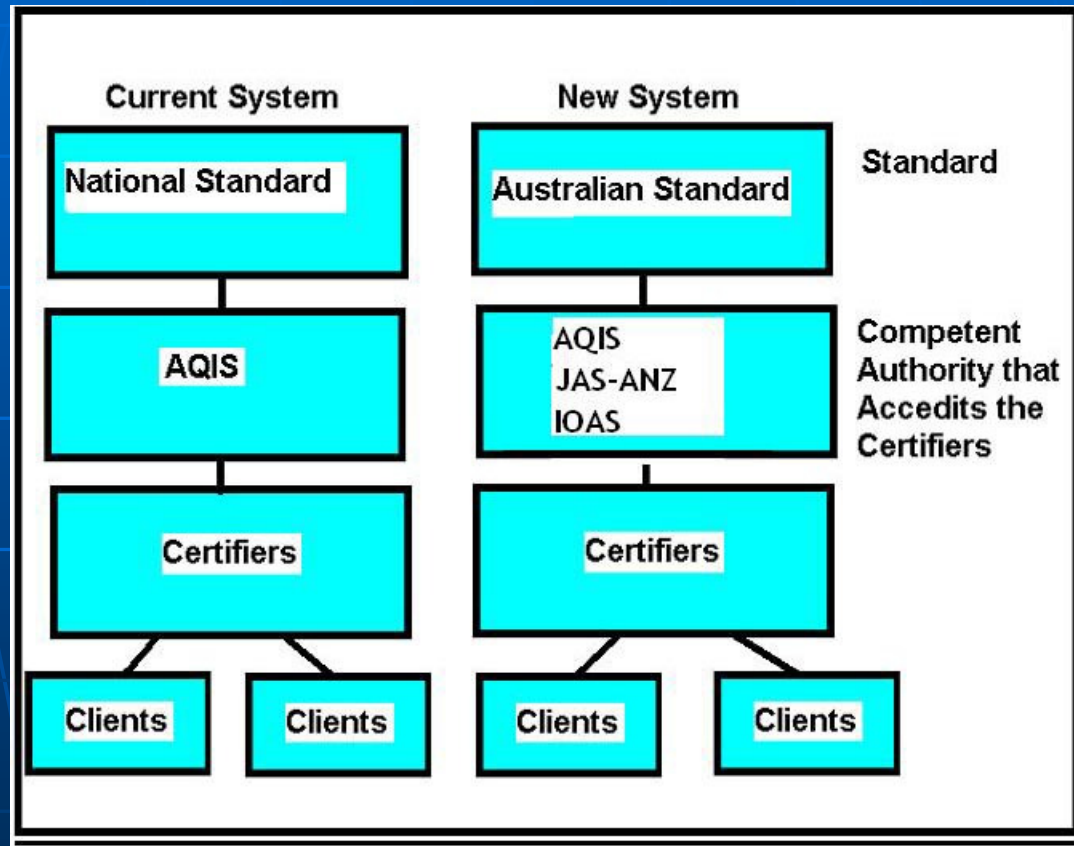 Current System
New System
National Standard
Australian Standard
Standard
AQIS
AQIS
JAS-ANZ
IOAS
Competent
Authority that
Accedits the
Certifiers
Certifiers
Certifiers
Clients
Clients
Clients
Clients